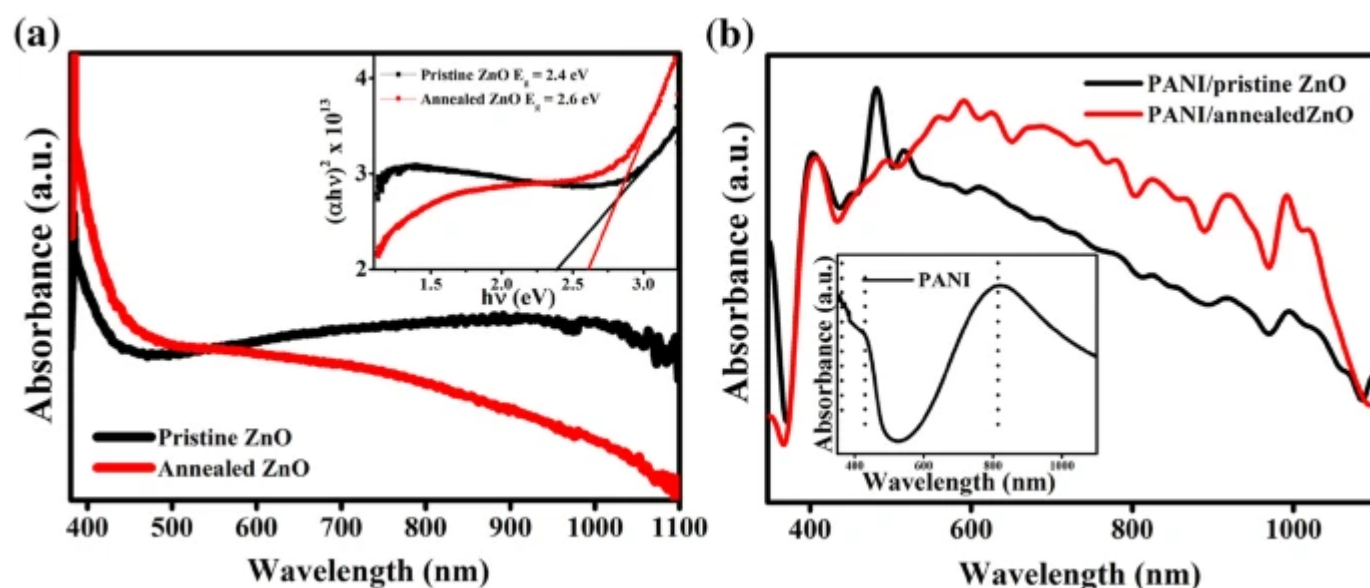 (a)
Absorbance (a.u.)
Pristine ZnO
Annealed ZnO
400 500 600 700 800 900 1000 1100
Wavelength (nm)
(αhν)² x 10¹³
4
3
2
Pristine ZnO E_g = 2.4 eV
Annealed ZnO E_g = 2.6 eV
1.5 2.0 2.5 3.0
hν (eV)
(b)
Absorbance (a.u.)
PANI/pristine ZnO
PANI/annealedZnO
Absorbance (a.u.)
PANI
400 600 800 1000
Wavelength (nm)
400 600 800 1000
Wavelength (nm)